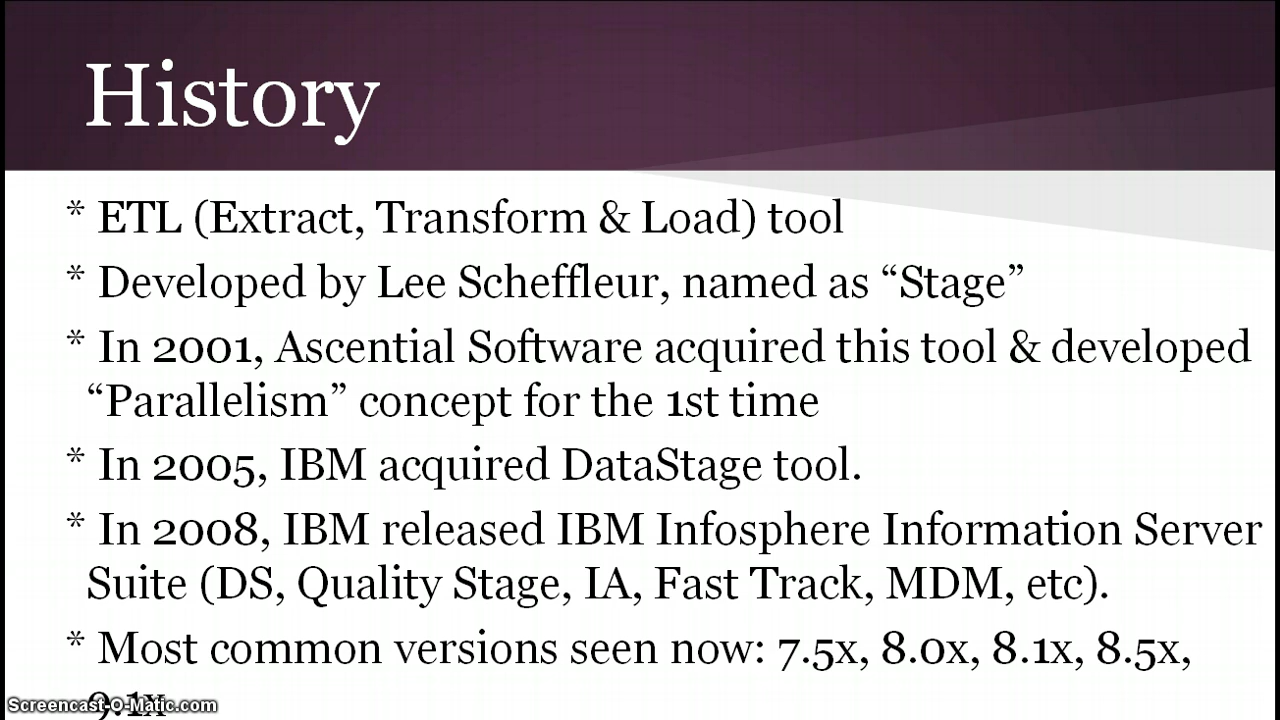 History
* ETL (Extract, Transform & Load) tool
* Developed by Lee Scheffleur, named as “Stage”
* In 2001, Ascential Software acquired this tool & developed
“Parallelism” concept for the 1st time
* In 2005, IBM acquired DataStage tool.
* In 2008, IBM released IBM Infosphere Information Server
Suite (DS, Quality Stage, IA, Fast Track, MDM, etc).
* Most common versions seen now: 7.5x, 8.0x, 8.1x, 8.5x,
9.1x
Screencast-O-Matic.com